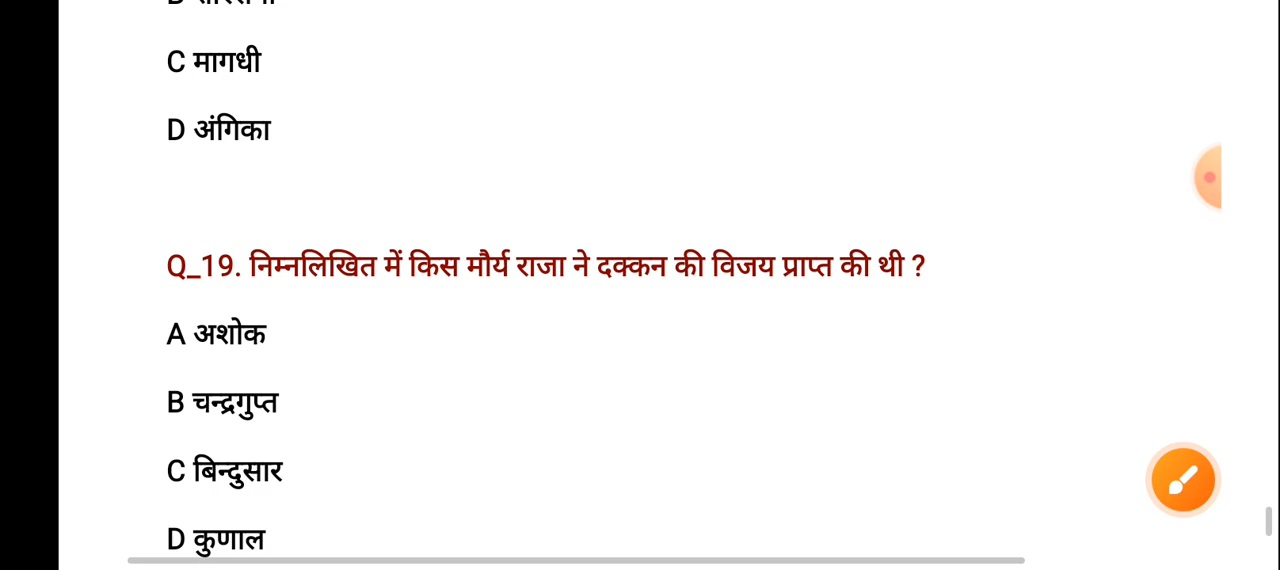 C मागधी
D अंगिका
Q_19. निम्नलिखित में किस मौर्य राजा ने दक्कन की विजय प्राप्त की थी ?
A अशोक
B चन्द्रगुप्त
C बिन्दुसार
D कुणाल